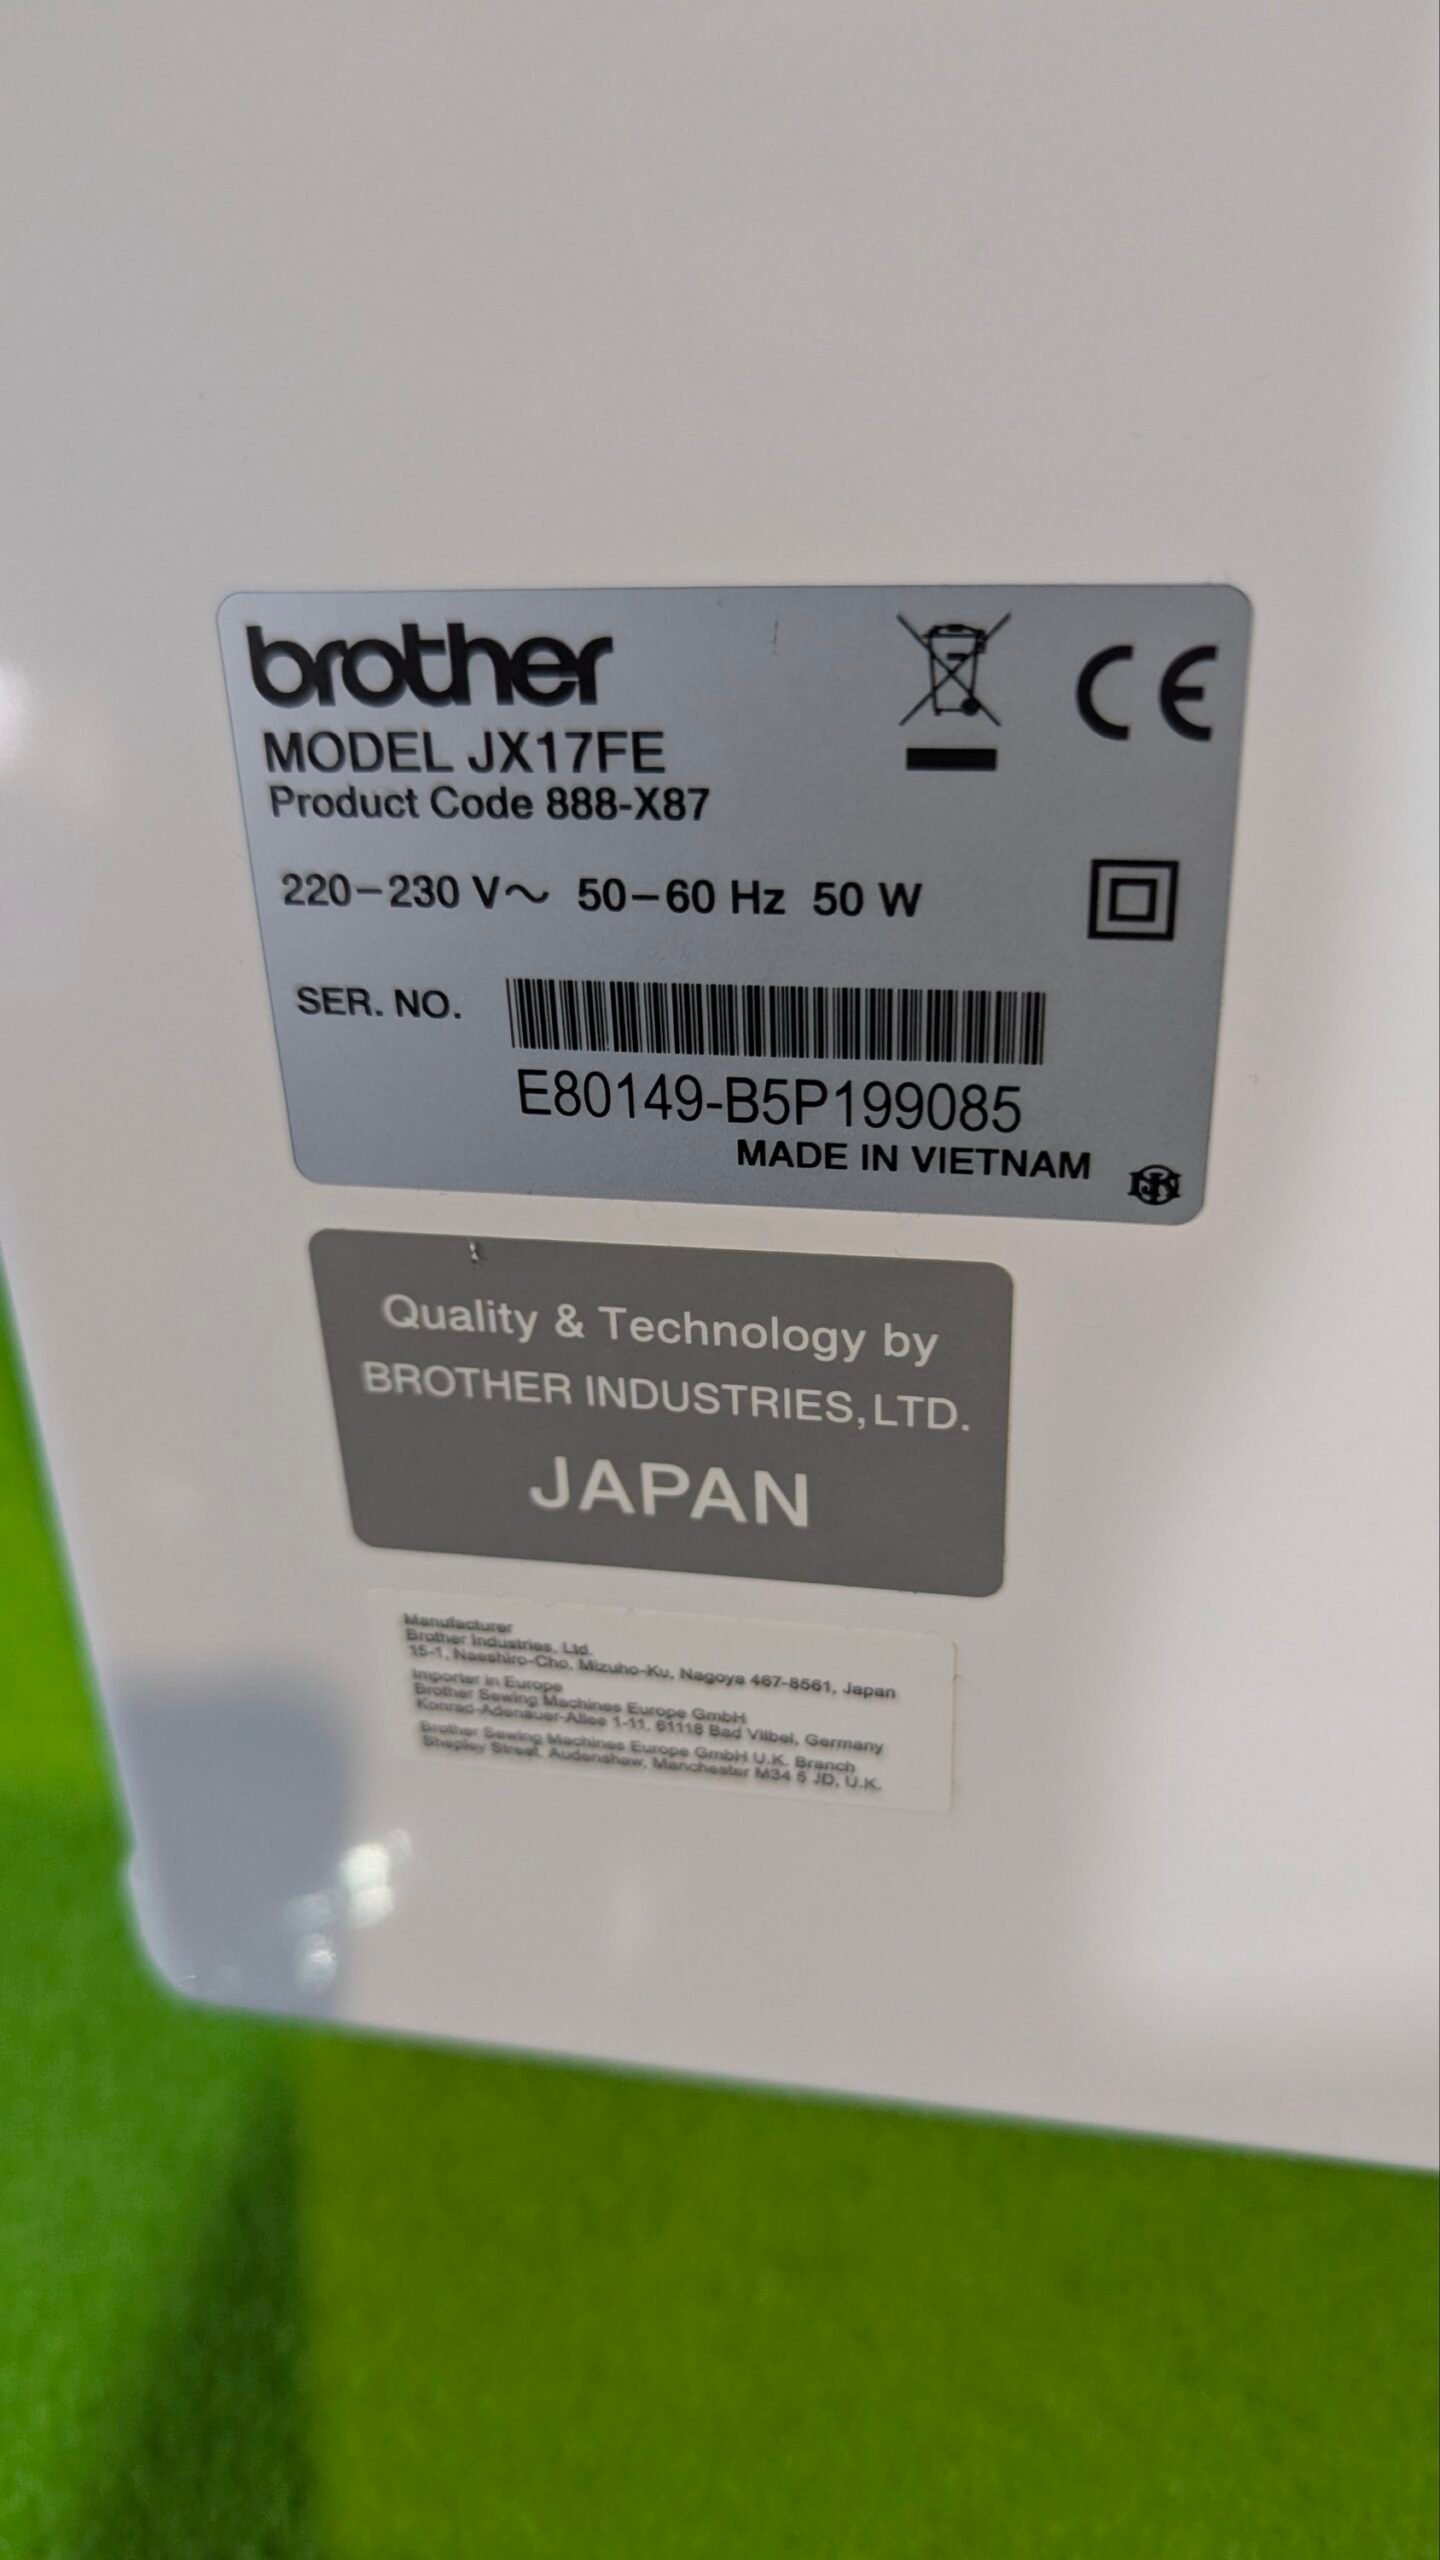 brother
MODEL JX17FE
Product Code 888-X87
220–230 V～ 50–60 Hz 50 W
SER. NO.
E80149-B5P199085
MADE IN VIETNAM
Quality & Technology by
BROTHER INDUSTRIES, LTD.
JAPAN
Manufacturer
Brother Industries, Ltd.
15-1, Naeshiro-Cho, Mizuho-Ku, Nagoya 467-8561, Japan
Importer in Europe
Brother Sewing Machines Europe GmbH
Konrad-Adenauer-Allee 1-11, 61118 Bad Vilbel, Germany
Brother Sewing Machines Europe GmbH U.K. Branch
Shepley Street, Audenshaw, Manchester M34 5 JD, U.K.